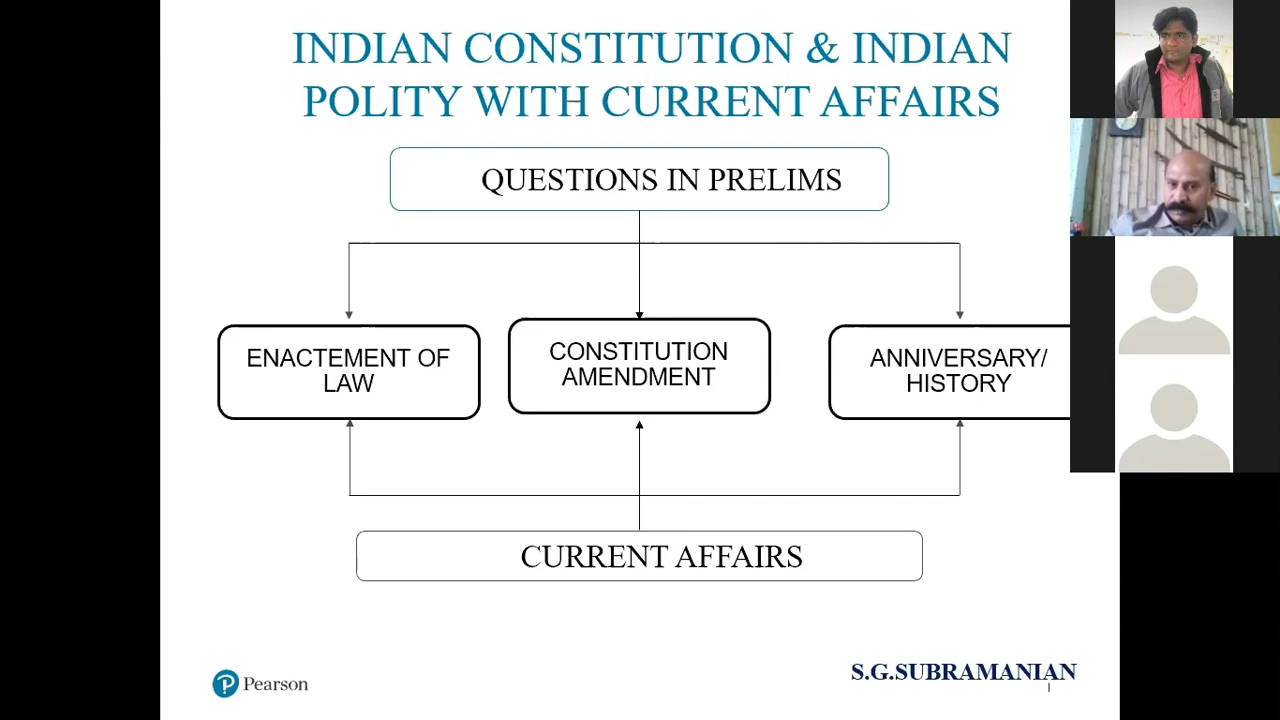 INDIAN CONSTITUTION & INDIAN
POLITY WITH CURRENT AFFAIRS
QUESTIONS IN PRELIMS
ENACTEMENT OF
LAW
CONSTITUTION
AMENDMENT
ANNIVERSARY/
HISTORY
CURRENT AFFAIRS
Pearson
S.G.SUBRAMANIAN